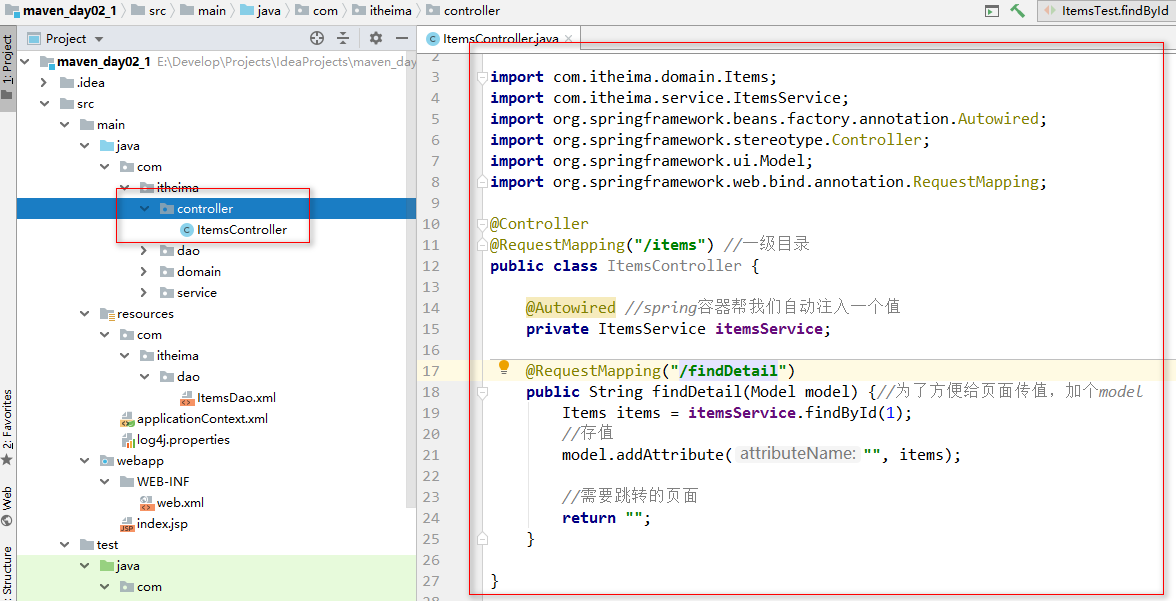 maven_day02_1 src main java com itheima controller ItemsTest.findById
1: Project
Project
ItemsController.java
maven_day02_1 E:\Develop\Projects\IdeaProjects\maven_day
.idea
src
main
java
com
itheima
controller
ItemsController
dao
domain
service
resources
com
itheima
dao
ItemsDao.xml
applicationContext.xml
log4j.properties
webapp
WEB-INF
web.xml
index.jsp
test
java
com
2: Favorites
Web
Structure
2
3 import com.itheima.domain.Items;
4 import com.itheima.service.ItemsService;
5 import org.springframework.beans.factory.annotation.Autowired;
6 import org.springframework.stereotype.Controller;
7 import org.springframework.ui.Model;
8 import org.springframework.web.bind.annotation.RequestMapping;
9
10 @Controller
11 @RequestMapping("/items") //一级目录
12 public class ItemsController {
13
14 @Autowired //spring容器帮我们自动注入一个值
15 private ItemsService itemsService;
16
17 @RequestMapping("/findDetail")
18 public String findDetail(Model model) {//为了方便给页面传值，加个model
19 Items items = itemsService.findById(1);
20 //存值
21 model.addAttribute( attributeName: "", items);
22
23 //需要跳转的页面
24 return "";
25 }
26
27 }
28